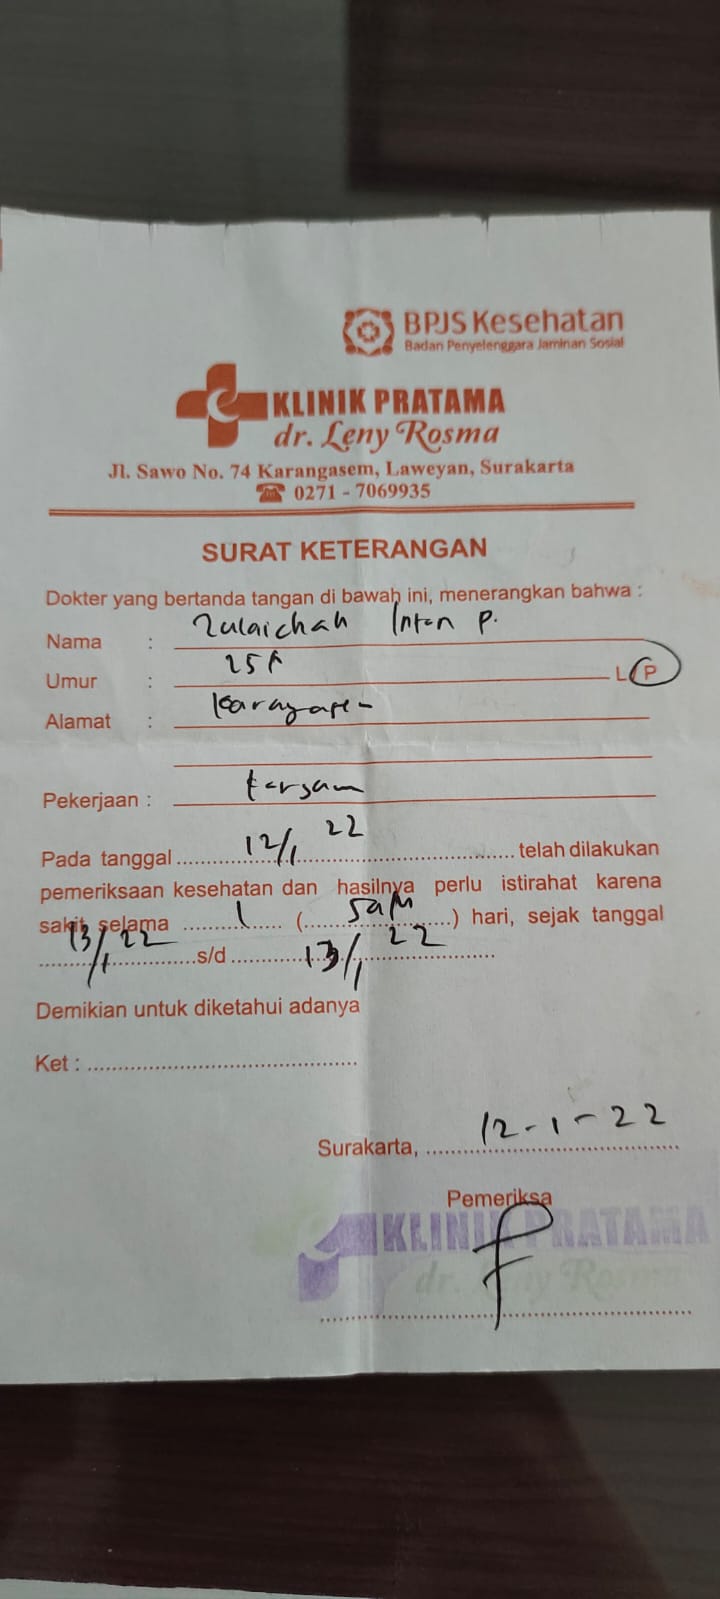 BPJS Kesehatan
Badan Penyelenggara Jaminan Sosial
KLINIK PRATAMA
dr. Leny Rosma
Jl. Sawo No. 74 Karangasem, Laweyan, Surakarta
☎ 0271 - 7069935
SURAT KETERANGAN
Dokter yang bertanda tangan di bawah ini, menerangkan bahwa :
Nama : Zulaichah Intan P.
Umur : 25 L/P
Alamat :
Pekerjaan :
Pada tanggal 12/1 22 telah dilakukan
pemeriksaan kesehatan dan hasilnya perlu istirahat karena
sakit selama 1 (satu) hari, sejak tanggal
13/1 22 s/d 13/1 22
Demikian untuk diketahui adanya
Ket :
Surakarta, 12-1-22
Pemeriksa
KLINIK PRATAMA
dr. Leny Rosma